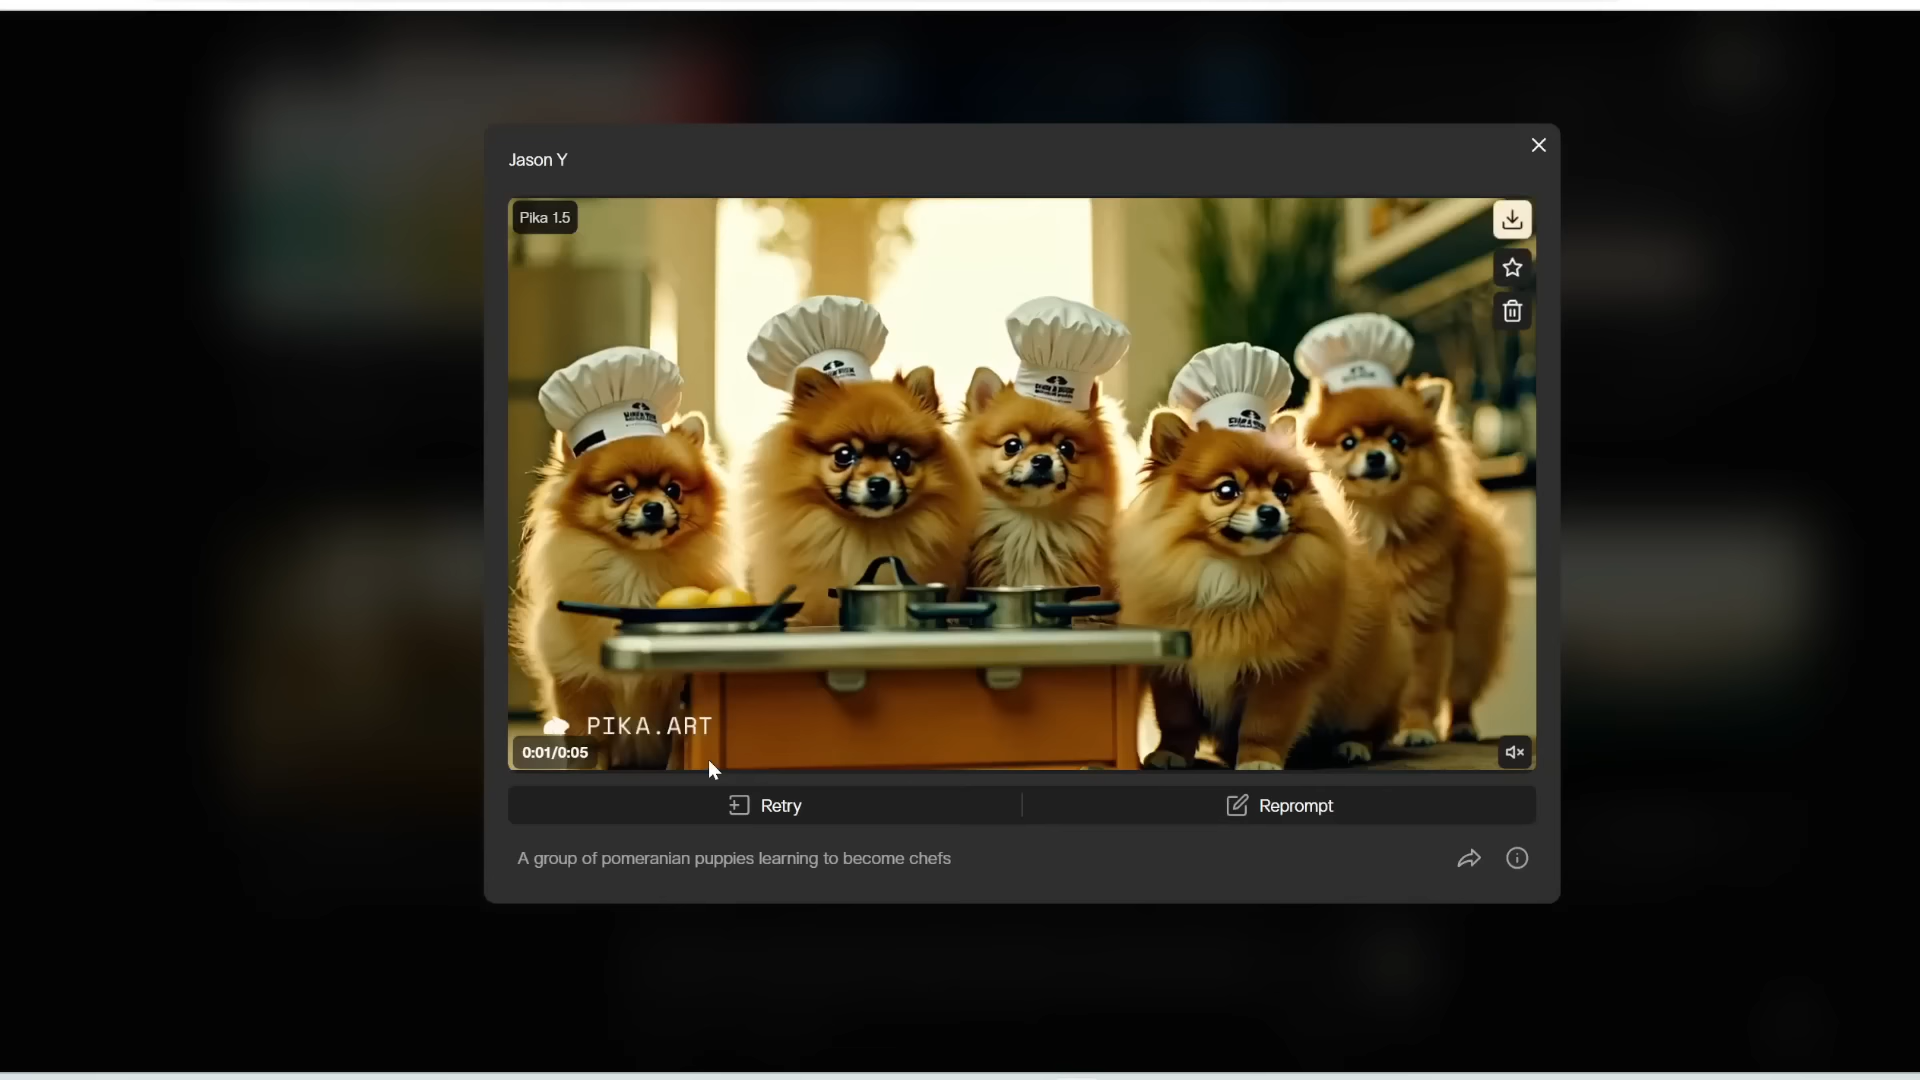 Jason Y
Pika 1.5
PIKA.ART
0:01/0:05
Retry
Reprompt
A group of pomeranian puppies learning to become chefs